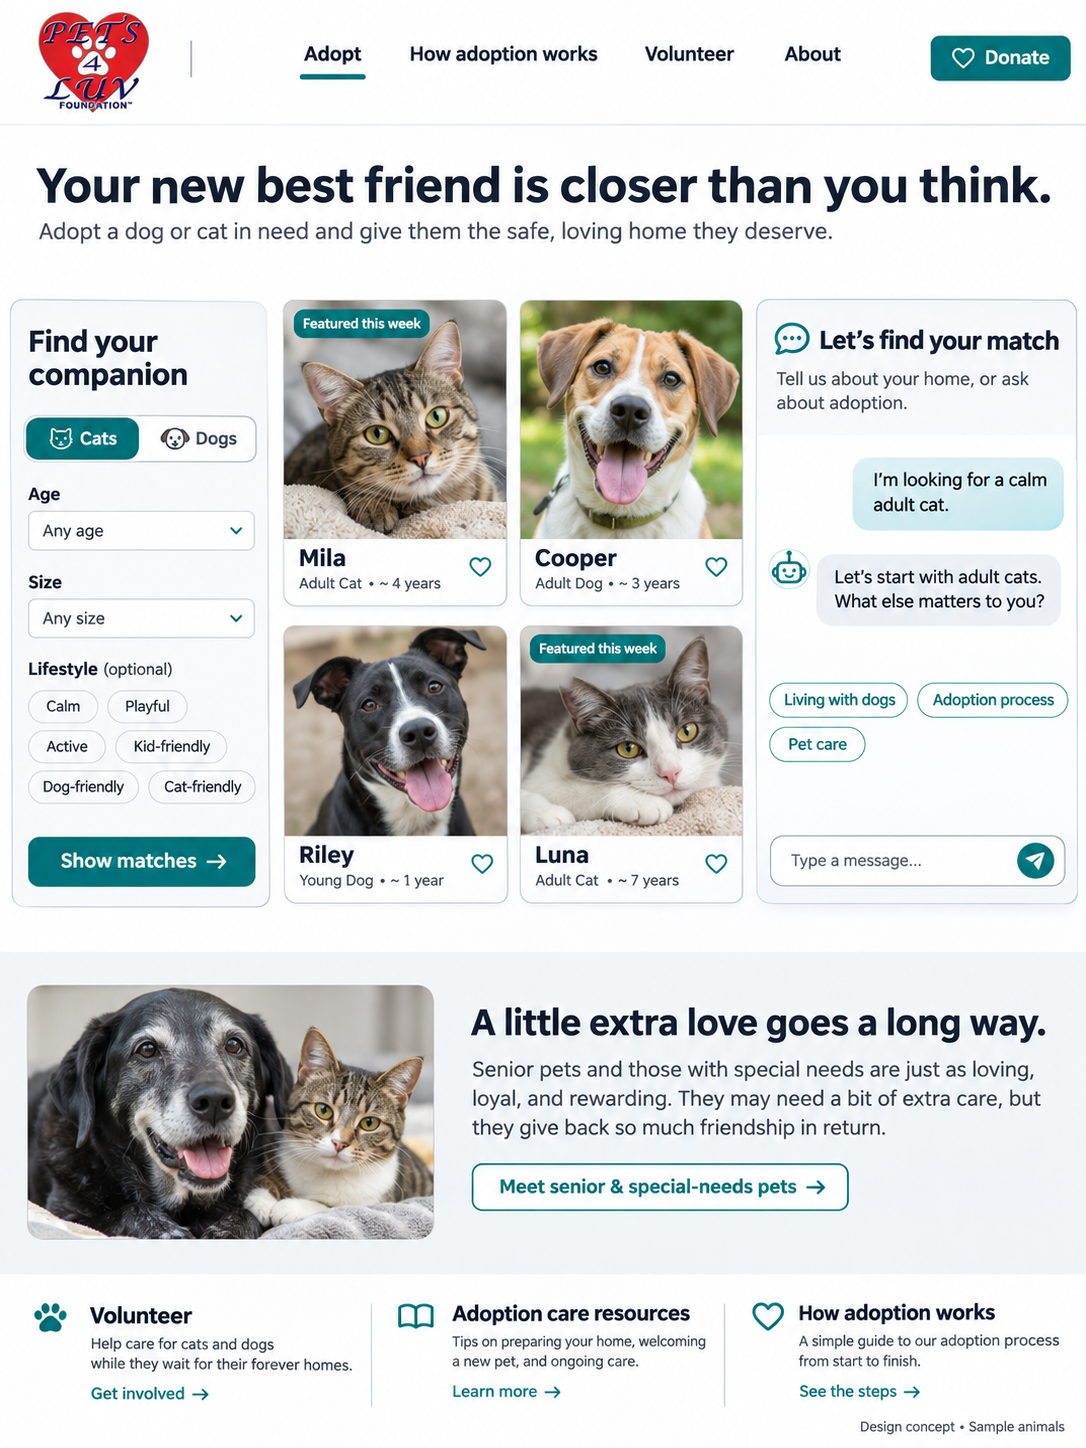 PET'S
4
LUV
FOUNDATION™
Adopt
How adoption works
Volunteer
About
Donate
Your new best friend is closer than you think.
Adopt a dog or cat in need and give them the safe, loving home they deserve.
Find your
companion
Cats
Dogs
Age
Any age
Size
Any size
Lifestyle (optional)
Calm
Playful
Active
Kid-friendly
Dog-friendly
Cat-friendly
Show matches →
Featured this week
Mila
Adult Cat • ~ 4 years
Cooper
Adult Dog • ~ 3 years
Riley
Young Dog • ~ 1 year
Featured this week
Luna
Adult Cat • ~ 7 years
Let's find your match
Tell us about your home, or ask
about adoption.
I'm looking for a calm
adult cat.
Let's start with adult cats.
What else matters to you?
Living with dogs
Adoption process
Pet care
Type a message...
A little extra love goes a long way.
Senior pets and those with special needs are just as loving,
loyal, and rewarding. They may need a bit of extra care, but
they give back so much friendship in return.
Meet senior & special-needs pets →
Volunteer
Help care for cats and dogs
while they wait for their forever homes.
Get involved →
Adoption care resources
Tips on preparing your home, welcoming
a new pet, and ongoing care.
Learn more →
How adoption works
A simple guide to our adoption process
from start to finish.
See the steps →
Design concept • Sample animals